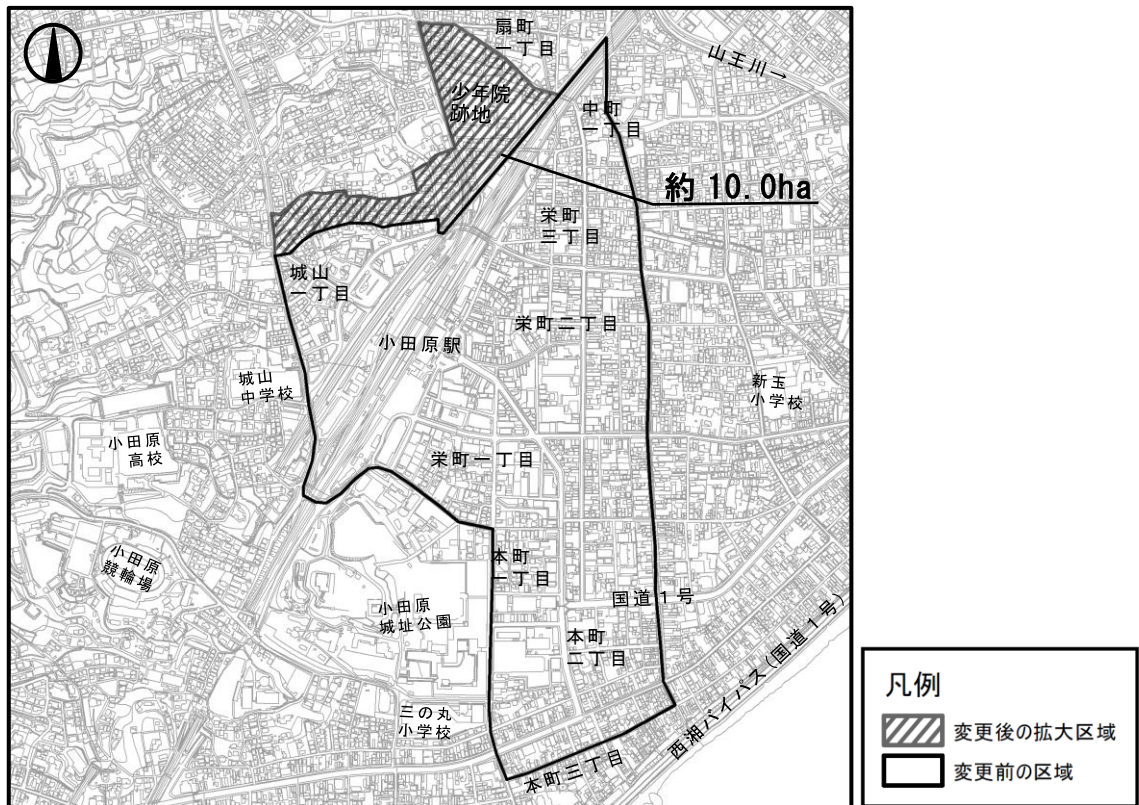 扇町
一丁目
山王川→
少年院
跡地
中町
一丁目
約 10.0ha
栄町
三丁目
城山
一丁目
栄町二丁目
小田原駅
城山
中学校
新玉
小学校
小田原
高校
栄町一丁目
小田原
競輪場
本町
一丁目
国道1号
小田原
城址公園
本町
二丁目
西湘バイパス(国道1号)
三の丸
小学校
本町三丁目
凡例
変更後の拡大区域
変更前の区域